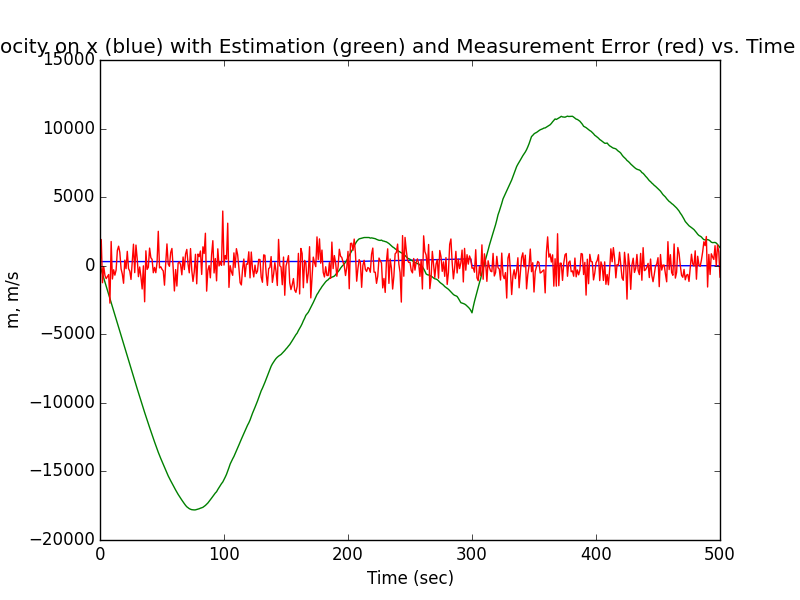 ocity on x (blue) with Estimation (green) and Measurement Error (red) vs. Time
15000
10000
5000
0
−5000
−10000
−15000
−20000
m, m/s
0 100 200 300 400 500
Time (sec)